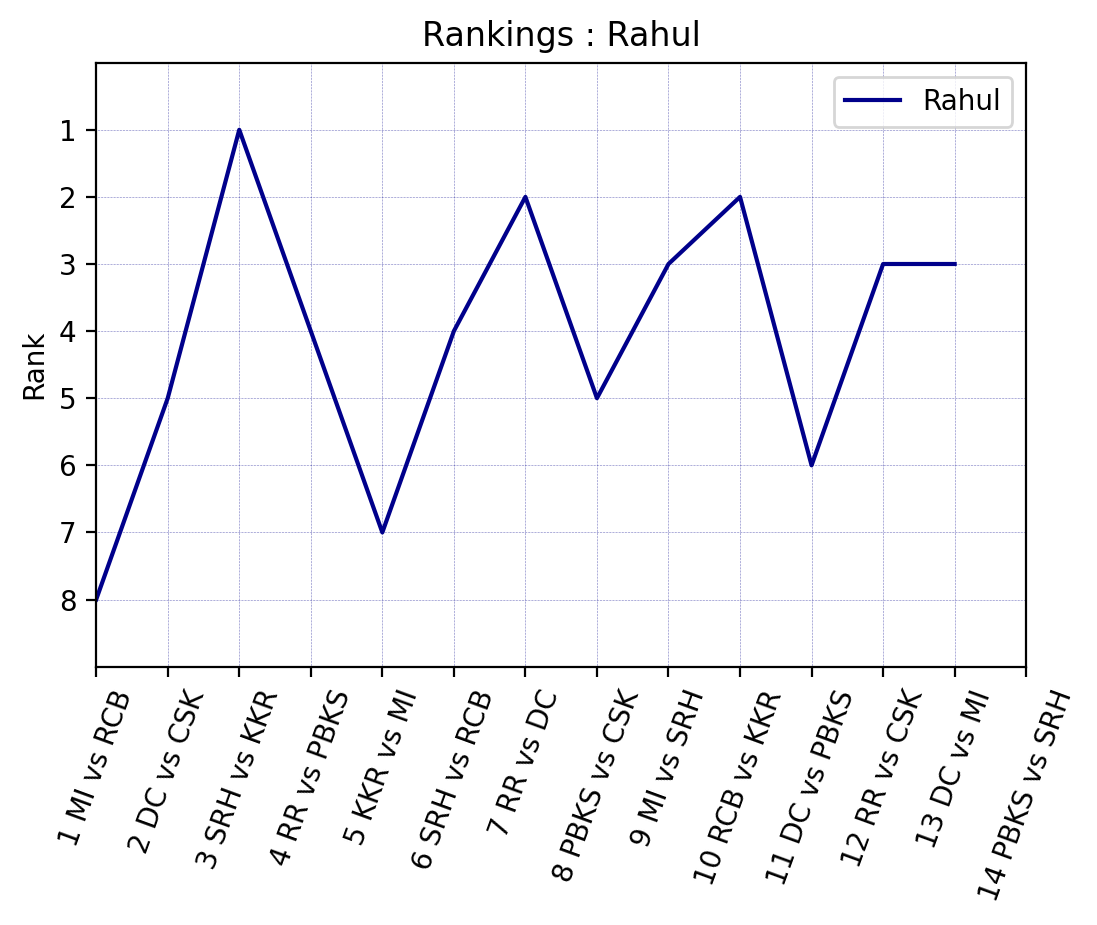 Rankings : Rahul
Rahul
Rank
1
2
3
4
5
6
7
8
1 MI vs RCB
2 DC vs CSK
3 SRH vs KKR
4 RR vs PBKS
5 KKR vs MI
6 SRH vs RCB
7 RR vs DC
8 PBKS vs CSK
9 MI vs SRH
10 RCB vs KKR
11 DC vs PBKS
12 RR vs CSK
13 DC vs MI
14 PBKS vs SRH